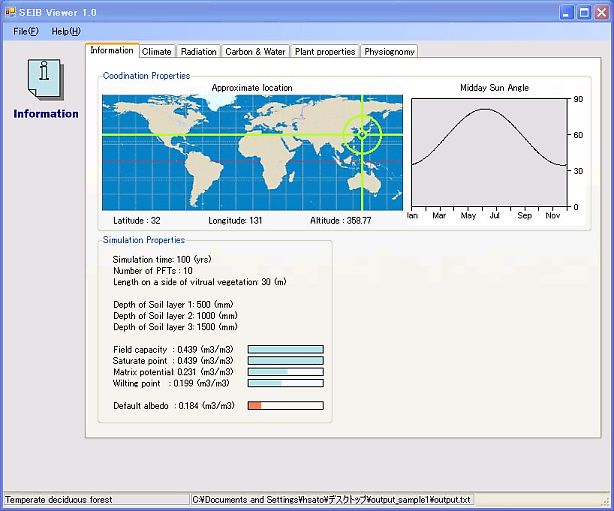 SEIB Viewer 1.0
File(F) Help(H)
Information Climate Radiation Carbon & Water Plant properties Physiognomy
Information
Coodination Properties
Approximate location
Midday Sun Angle
90
60
30
0
Jan Mar May Jul Sep Nov
Latitude : 32 Longitude: 131 Altitude : 358.77
Simulation Properties
Simulation time: 100 (yrs)
Number of PFTs : 10
Length on a side of vitrual vegetation: 30 (m)
Depth of Soil layer 1: 500 (mm)
Depth of Soil layer 2: 1000 (mm)
Depth of Soil layer 3: 1500 (mm)
Field capacity : 0.439 (m3/m3)
Saturate point : 0.439 (m3/m3)
Matrix potential: 0.231 (m3/m3)
Wilting point : 0.199 (m3/m3)
Default albedo : 0.184 (m3/m3)
Temperate deciduous forest
C:¥Documents and Settings¥hsato¥デスクトップ¥output_sample1¥output.txt